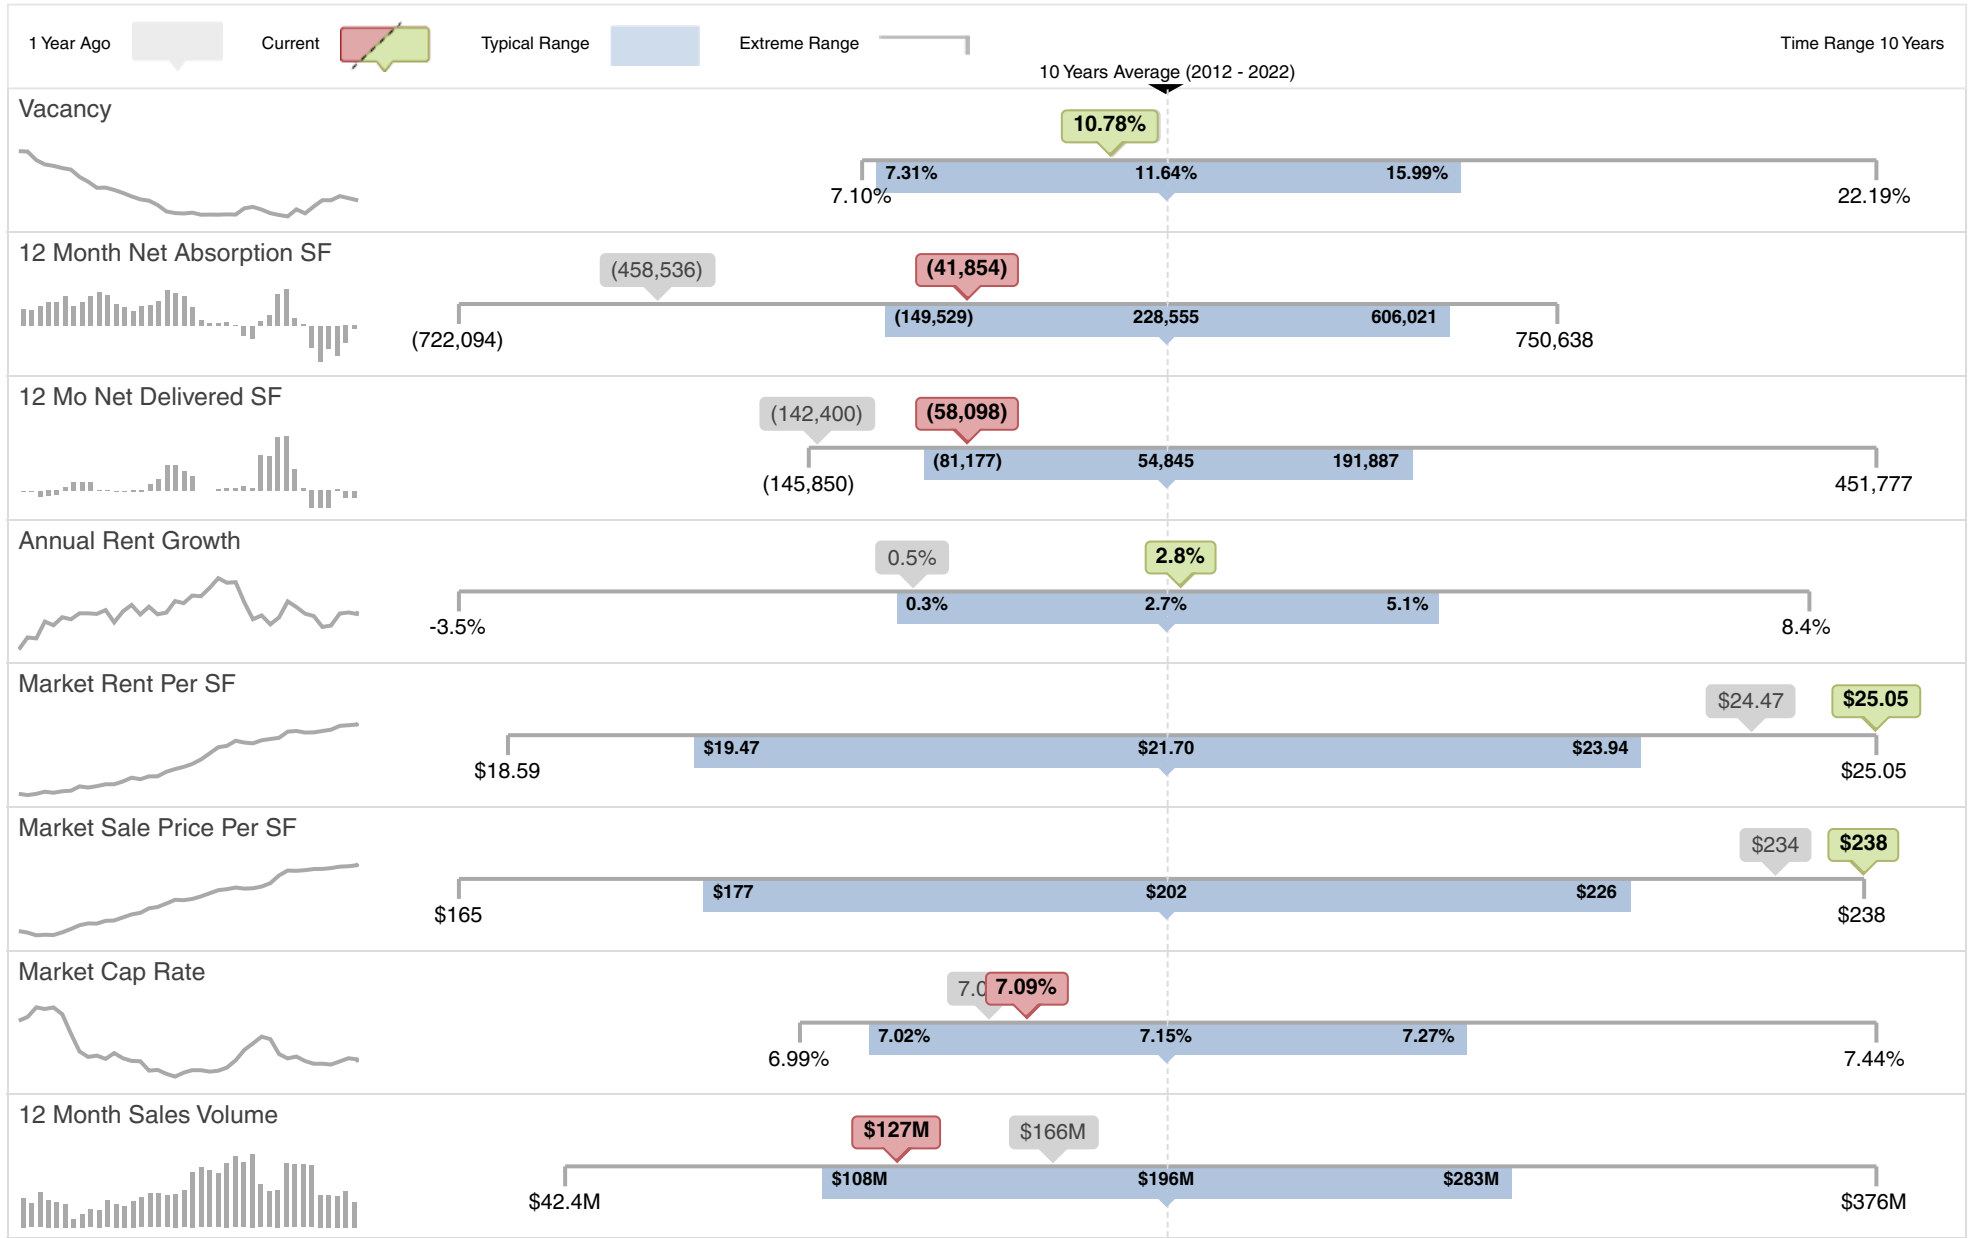 1 Year Ago Current Typical Range Extreme Range Time Range 10 Years
10 Years Average (2012 - 2022)
Vacancy
10.78%
7.31% 11.64% 15.99%
7.10% 22.19%
12 Month Net Absorption SF
(458,536) (41,854)
(149,529) 228,555 606,021
(722,094) 750,638
12 Mo Net Delivered SF
(142,400) (58,098)
(81,177) 54,845 191,887
(145,850) 451,777
Annual Rent Growth
0.5% 2.8%
0.3% 2.7% 5.1%
-3.5% 8.4%
Market Rent Per SF
$24.47 $25.05
$19.47 $21.70 $23.94
$18.59 $25.05
Market Sale Price Per SF
$234 $238
$177 $202 $226
$165 $238
Market Cap Rate
7.09%
7.02% 7.15% 7.27%
6.99% 7.44%
12 Month Sales Volume
$127M $166M
$108M $196M $283M
$42.4M $376M